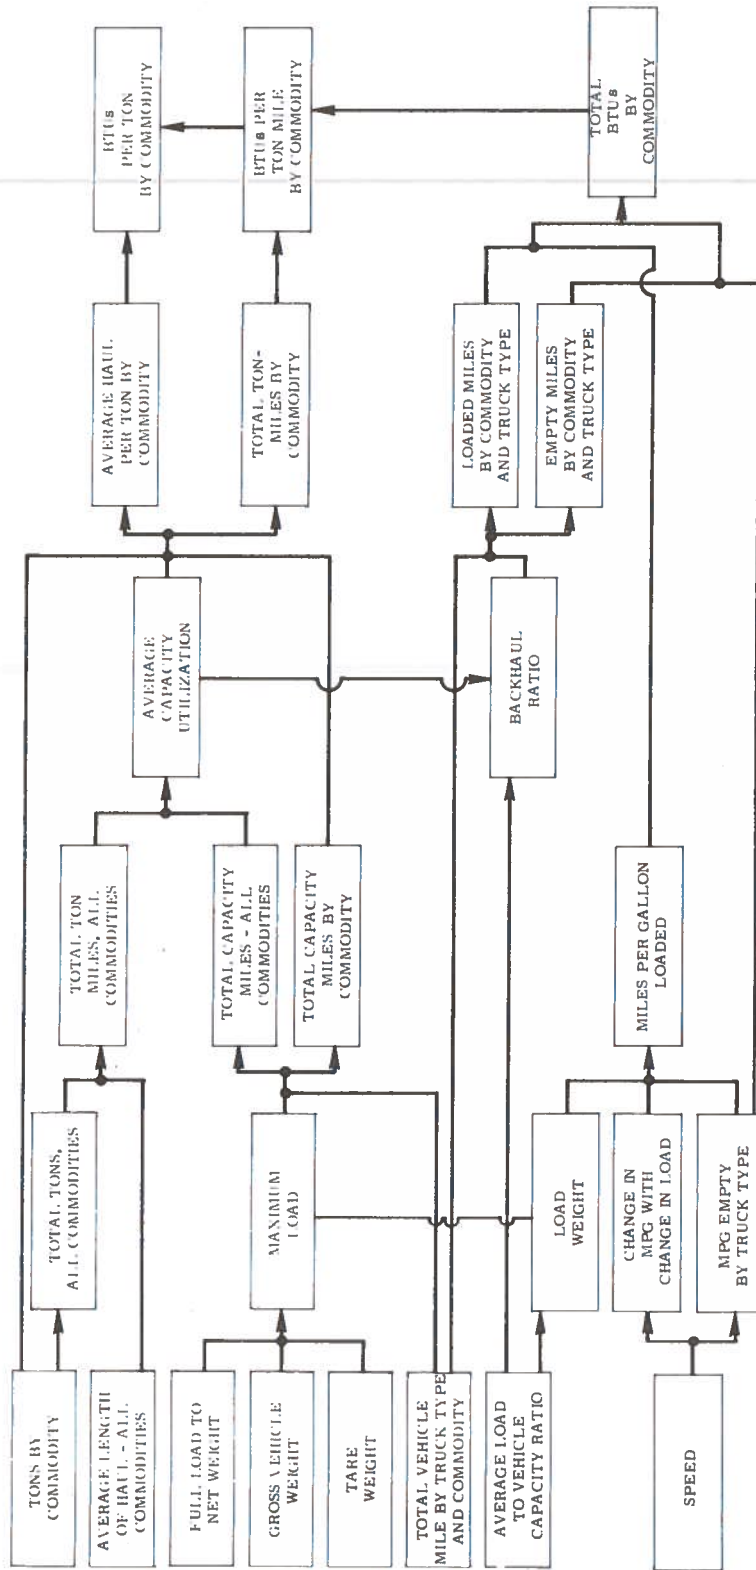 TONS BY
COMMODITY
AVERAGE LENGTH
OF HAUL - ALL
COMMODITIES
FULL LOAD TO
NET WEIGHT
GROSS VEHICLE
WEIGHT
TARE
WEIGHT
TOTAL VEHICLE
MILE BY TRUCK TYPE
AND COMMODITY
AVERAGE LOAD
TO VEHICLE
CAPACITY RATIO
SPEED
TOTAL TONS,
ALL COMMODITIES
MAXIMUM
LOAD
LOAD
WEIGHT
CHANGE IN
MPG WITH
CHANGE IN LOAD
MPG EMPTY
BY TRUCK TYPE
TOTAL TON
MILES, ALL
COMMODITIES
TOTAL CAPACITY
MILES - ALL
COMMODITIES
TOTAL CAPACITY
MILES BY
COMMODITY
MILES PER GALLON
LOADED
AVERAGE
CAPACITY
UTILIZATION
BACKHAUL
RATIO
AVERAGE HAUL
PER TON BY
COMMODITY
TOTAL TON-
MILES BY
COMMODITY
LOADED MILES
BY COMMODITY
AND TRUCK TYPE
EMPTY MILES
BY COMMODITY
AND TRUCK TYPE
BTUs
PER TON
BY COMMODITY
BTUs PER
TON MILE
BY COMMODITY
TOTAL
BTUs
BY
COMMODITY